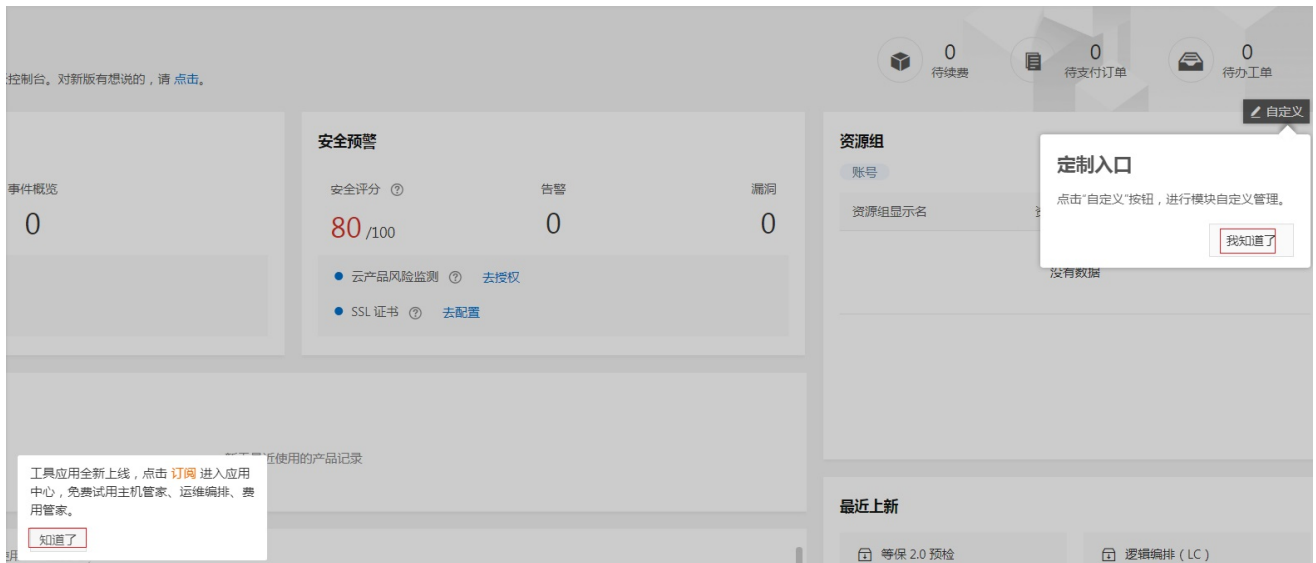 0
待续费
0
待支付订单
0
待办工单
控制台。对新版有想说的，请 点击。
自定义
安全预警
事件概览
0
安全评分
80 /100
告警
0
漏洞
0
云产品风险监测 去授权
SSL 证书 去配置
资源组
账号
资源组显示名
没有数据
定制入口
点击“自定义”按钮，进行模块自定义管理。
我知道了
最近使用的产品记录
工具应用全新上线，点击 订阅 进入应用
中心，免费试用主机管家、运维编排、费
用管家。
知道了
最近上新
等保 2.0 预检
逻辑编排（LC）